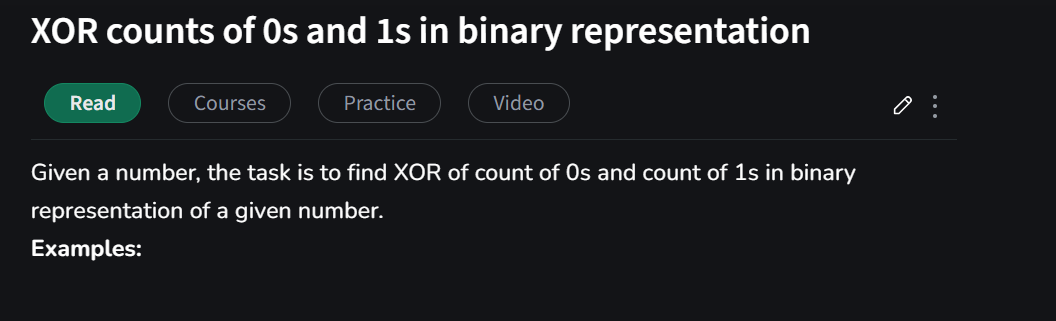 XOR counts of 0s and 1s in binary representation
Read
Courses
Practice
Video
Given a number, the task is to find XOR of count of 0s and count of 1s in binary
representation of a given number.
Examples: